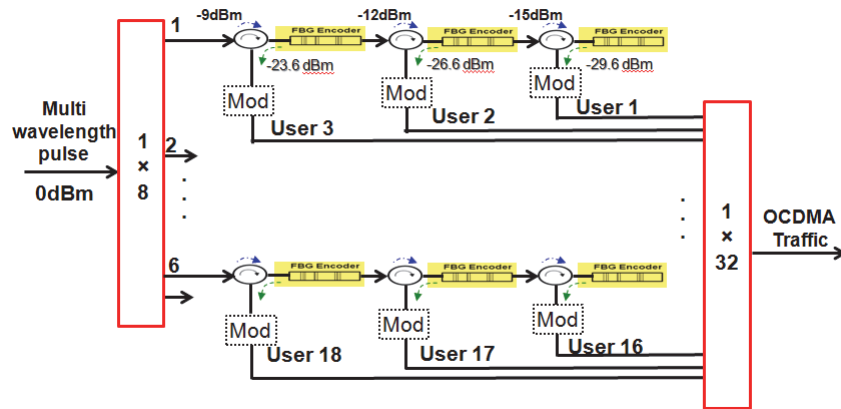 1 -9dBm -12dBm -15dBm
FBG Encoder FBG Encoder FBG Encoder
-23.6 dBm -26.6 dBm -29.6 dBm
Mod Mod Mod
User 3 User 2 User 1
Multi
wavelength
pulse
0dBm
1
×
8
2
6
FBG Encoder FBG Encoder FBG Encoder
Mod Mod Mod
User 18 User 17 User 16
1
×
32
OCDMA
Traffic